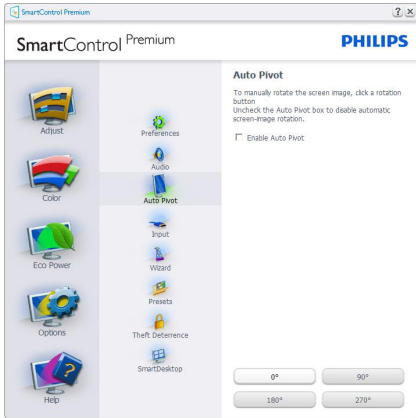 SmartControl Premium
? ×
SmartControl Premium
PHILIPS
Adjust
Color
Eco Power
Options
Help
Preferences
Audio
Auto Pivot
Input
Wizard
Presets
Theft Deterrence
SmartDesktop
Auto Pivot
To manually rotate the screen image, click a rotation
button
Uncheck the Auto Pivot box to disable automatic
screen-image rotation.
Enable Auto Pivot
0°
90°
180°
270°